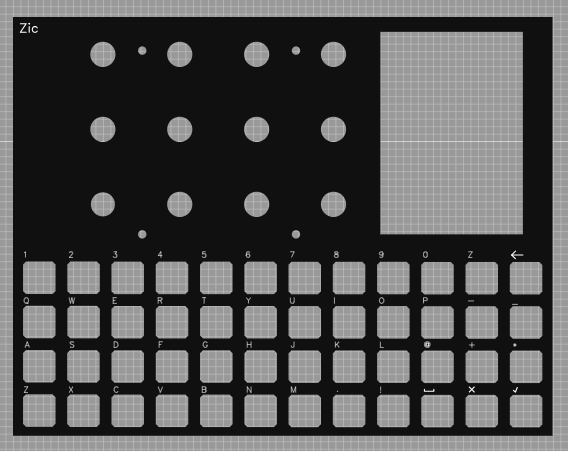 Zic
1 2 3 4 5 6 7 8 9 0 Z ←
Q W E R T Y U I O P – _
A S D F G H J K L @ + *
Z X C V B N M . ! ⎵ × ✓